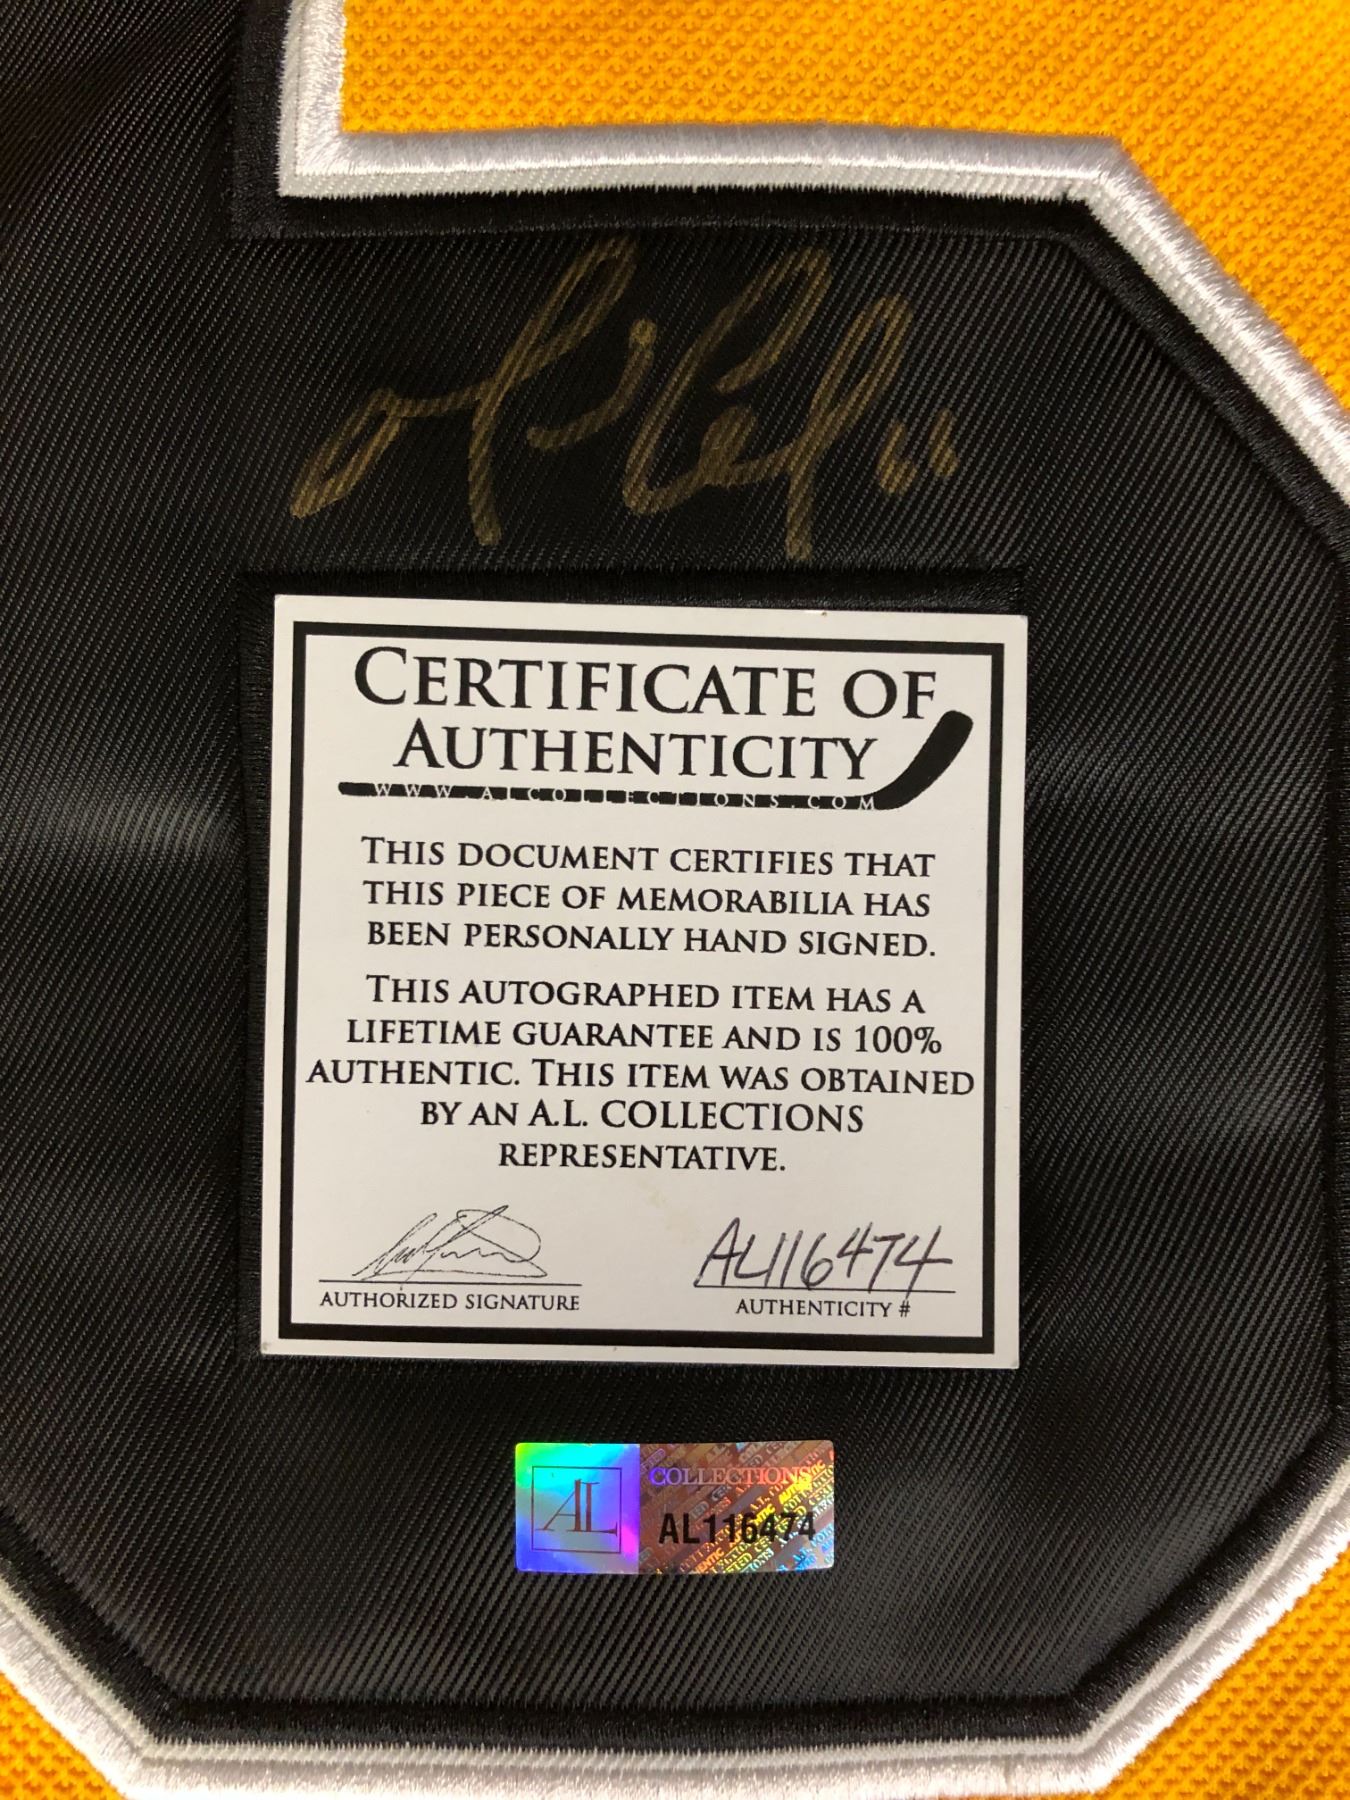 66
CERTIFICATE OF
AUTHENTICITY
WWW.ALCOLLECTIONS.COM
THIS DOCUMENT CERTIFIES THAT
THIS PIECE OF MEMORABILIA HAS
BEEN PERSONALLY HAND SIGNED.
THIS AUTOGRAPHED ITEM HAS A
LIFETIME GUARANTEE AND IS 100%
AUTHENTIC. THIS ITEM WAS OBTAINED
BY AN A.L. COLLECTIONS
REPRESENTATIVE.
AL116474
AUTHORIZED SIGNATURE AUTHENTICITY #
AL COLLECTIONS
AL116474